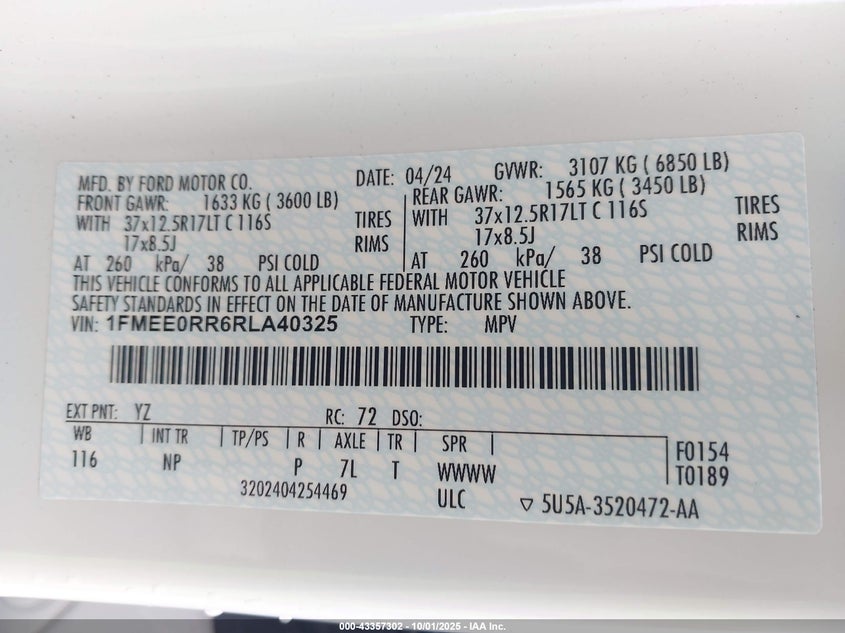 MFD. BY FORD MOTOR CO. DATE: 04/24 GVWR: 3107 KG ( 6850 LB)
FRONT GAWR: 1633 KG ( 3600 LB) REAR GAWR: 1565 KG ( 3450 LB)
WITH 37x12.5R17LT C 116S TIRES WITH 37x12.5R17LT C 116S TIRES
17x8.5J RIMS 17x8.5J RIMS
AT 260 kPa/ 38 PSI COLD AT 260 kPa/ 38 PSI COLD
THIS VEHICLE CONFORMS TO ALL APPLICABLE FEDERAL MOTOR VEHICLE
SAFETY STANDARDS IN EFFECT ON THE DATE OF MANUFACTURE SHOWN ABOVE.
VIN: 1FMEE0RR6RLA40325 TYPE: MPV
EXT PNT: YZ RC: 72 DSO:
WB INT TR TP/PS R AXLE TR SPR F0154
116 NP P 7L T WWWW T0189
3202404254469 ULC ▽ 5U5A-3520472-AA
000-43357302 - 10/01/2025 - IAA Inc.